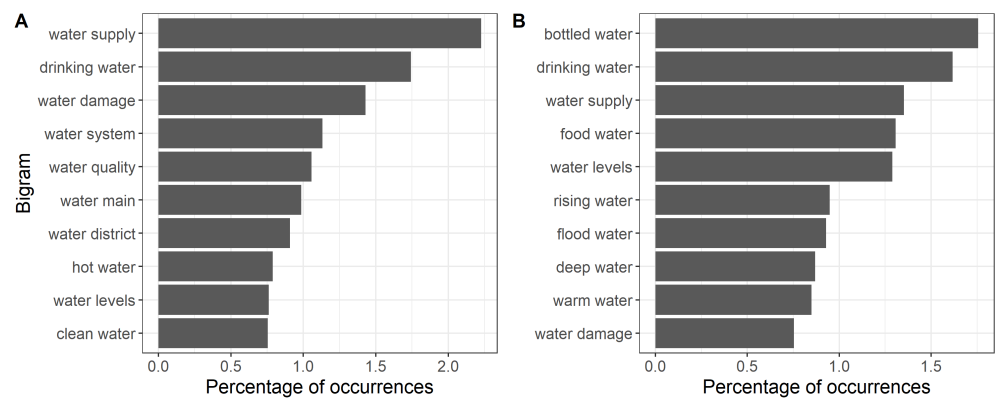 A
Bigram
water supply
drinking water
water damage
water system
water quality
water main
water district
hot water
water levels
clean water
0.0 0.5 1.0 1.5 2.0
Percentage of occurrences
B
bottled water
drinking water
water supply
food water
water levels
rising water
flood water
deep water
warm water
water damage
0.0 0.5 1.0 1.5
Percentage of occurrences